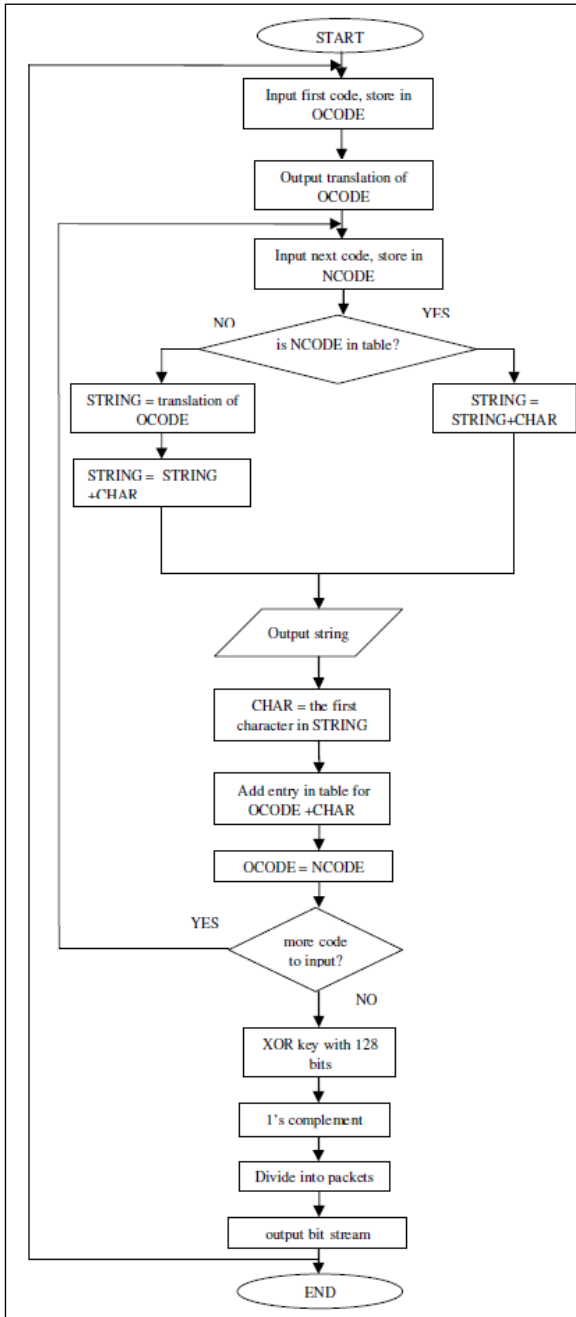 START
Input first code, store in
OCODE
Output translation of
OCODE
Input next code, store in
NCODE
NO
YES
is NCODE in table?
STRING = translation of
OCODE
STRING =
STRING+CHAR
STRING = STRING
+CHAR
Output string
CHAR = the first
character in STRING
Add entry in table for
OCODE +CHAR
OCODE = NCODE
YES
more code
to input?
NO
XOR key with 128
bits
1's complement
Divide into packets
output bit stream
END